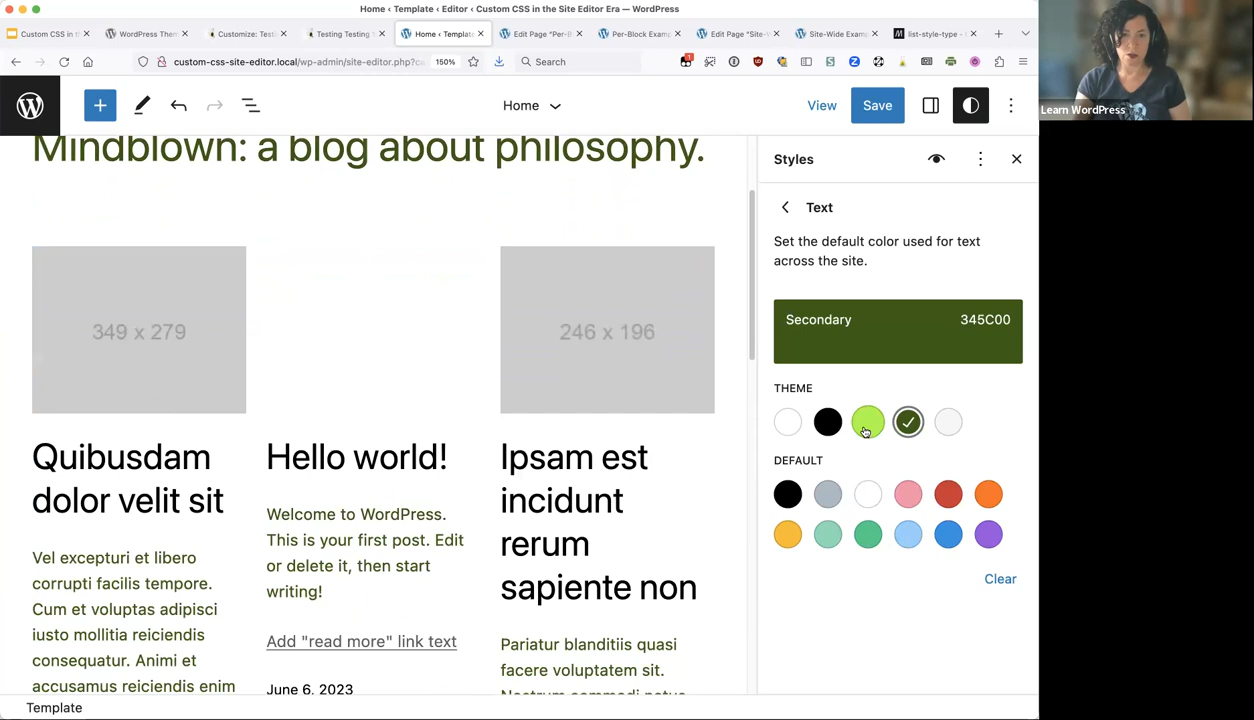 Home ‹ Template ‹ Editor ‹ Custom CSS in the Site Editor Era — WordPress
Custom CSS in t
WordPress Them
Customize: Testi
Testing Testing 1
Home ‹ Templat
Edit Page "Per-B
Per-Block Examp
Edit Page "Site-W
Site-Wide Exam
list-style-type - C
custom-css-site-editor.local/wp-admin/site-editor.php?c
150%
Search
1
Home
View
Save
Learn WordPress
Mindblown: a blog about philosophy.
349 x 279
246 x 196
Quibusdam
dolor velit sit
Vel excepturi et libero
corrupti facilis tempore.
Cum et voluptas adipisci
iusto mollitia reiciendis
consequatur. Animi et
accusamus reiciendis enim
Hello world!
Welcome to WordPress.
This is your first post. Edit
or delete it, then start
writing!
Add "read more" link text
June 6, 2023
Ipsam est
incidunt
rerum
sapiente non
Pariatur blanditiis quasi
facere voluptatem sit.
Styles
Text
Set the default color used for text
across the site.
Secondary 345C00
THEME
DEFAULT
Clear
Template